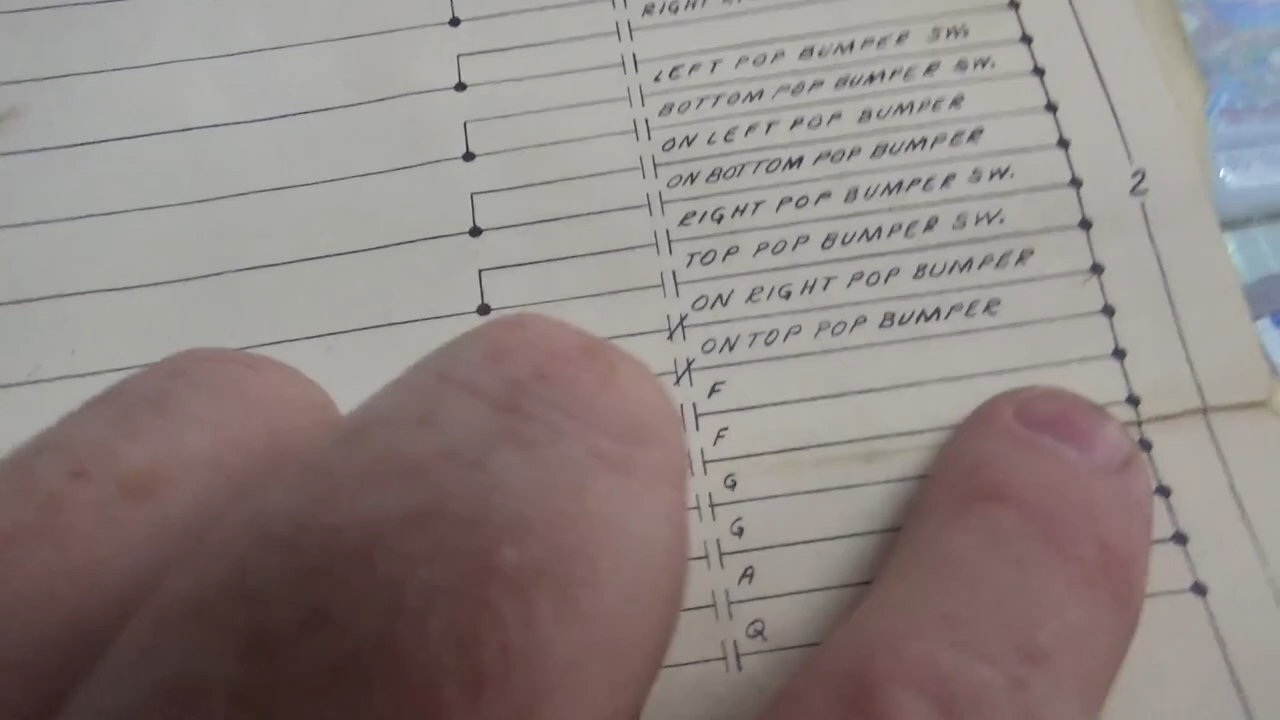 RIGHT
LEFT POP BUMPER SW.
BOTTOM POP BUMPER SW.
ON LEFT POP BUMPER
ON BOTTOM POP BUMPER
RIGHT POP BUMPER SW.
TOP POP BUMPER SW.
ON RIGHT POP BUMPER
ON TOP POP BUMPER
F
F
G
G
A
Q
2